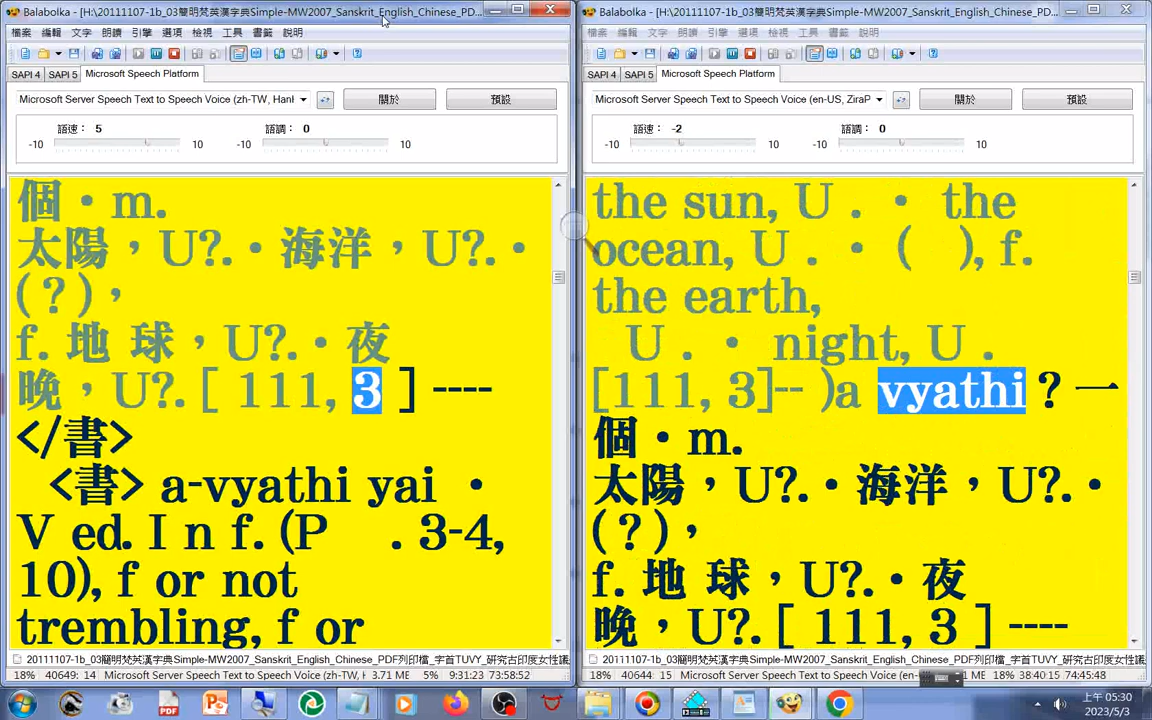 Balabolka - [H:\20111107-1b_03簡明梵英漢字典Simple-MW2007_Sanskrit_English_Chinese_PD...
檔案 編輯 文字 朗讀 引擎 選項 檢視 工具 書籤 說明
SAPI 4 SAPI 5 Microsoft Speech Platform
Microsoft Server Speech Text to Speech Voice (zh-TW, HanH 關於 預設
語速： 5 語調： 0
-10 10 -10 10
個・m.
太陽，U?.・海洋，U?.・
(？)，
f. 地 球，U?.・夜
晚，U?. [ 111, 3 ] ----
</書>
<書> a-vyathi yai ・
V ed. I n f. (P . 3-4,
10), f or not
trembling, f or
20111107-1b_03簡明梵英漢字典Simple-MW2007_Sanskrit_English_Chinese_PDF列印檔_字首TUVY_研究古印度女性議
18% 40649: 14 Microsoft Server Speech Text to Speech Voice (zh-TW, H 3.71 ME 5% 9:31:23 73:58:52
Balabolka - [H:\20111107-1b_03簡明梵英漢字典Simple-MW2007_Sanskrit_English_Chinese_PD...
檔案 編輯 文字 朗讀 引擎 選項 檢視 工具 書籤 說明
SAPI 4 SAPI 5 Microsoft Speech Platform
Microsoft Server Speech Text to Speech Voice (en-US, ZiraP 關於 預設
語速： -2 語調： 0
-10 10 -10 10
the sun, U . ・ the
ocean, U . ・ ( ), f.
the earth,
U . ・ night, U .
[111, 3]-- )a vyathi ? 一
個・m.
太陽，U?.・海洋，U?.・
(？)，
f. 地 球，U?.・夜
晚，U?. [ 111, 3 ] ----
20111107-1b_03簡明梵英漢字典Simple-MW2007_Sanskrit_English_Chinese_PDF列印檔_字首TUVY_研究古印度女性議
18% 40644: 15 Microsoft Server Speech Text to Speech Voice (en- 18% 38:40:15 74:45:48
上午 05:30
2023/5/3